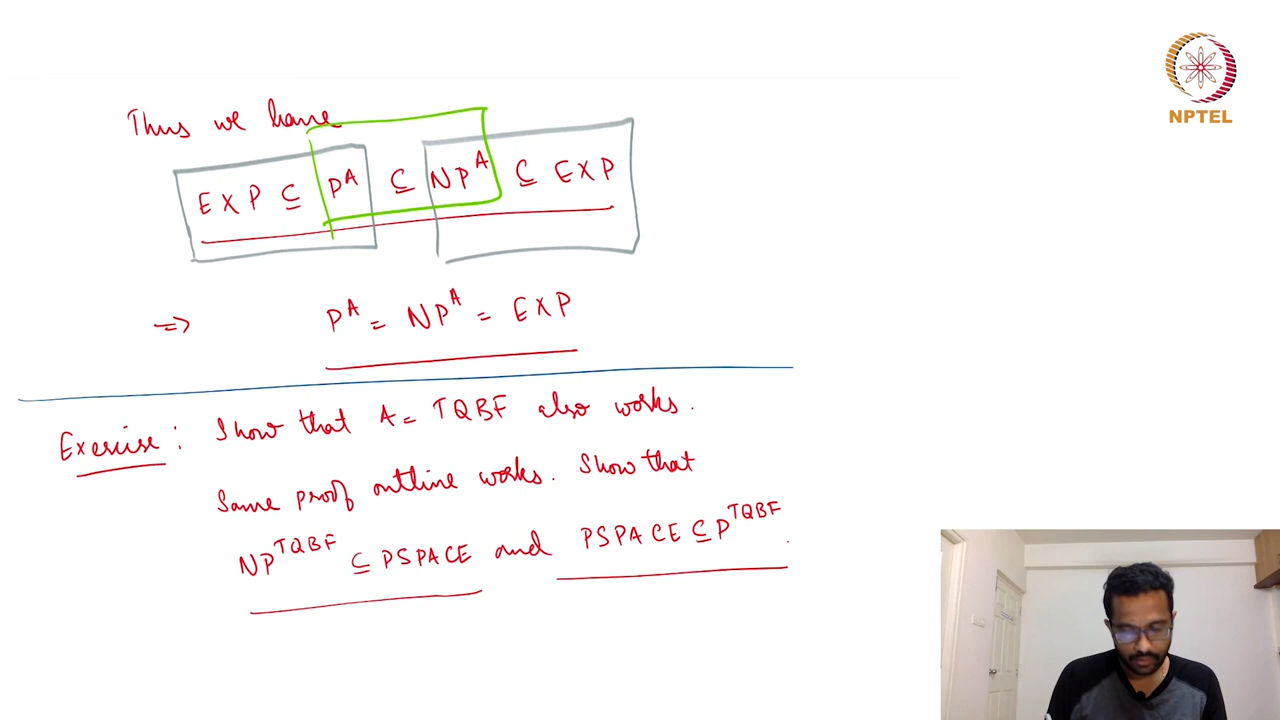 NPTEL
Thus we have
EXP ⊆ P^A ⊆ NP^A ⊆ EXP
⇒ P^A = NP^A = EXP
Exercise: Show that A = TQBF also works.
Same proof outline works. Show that
NP^TQBF ⊆ PSPACE and PSPACE ⊆ P^TQBF.